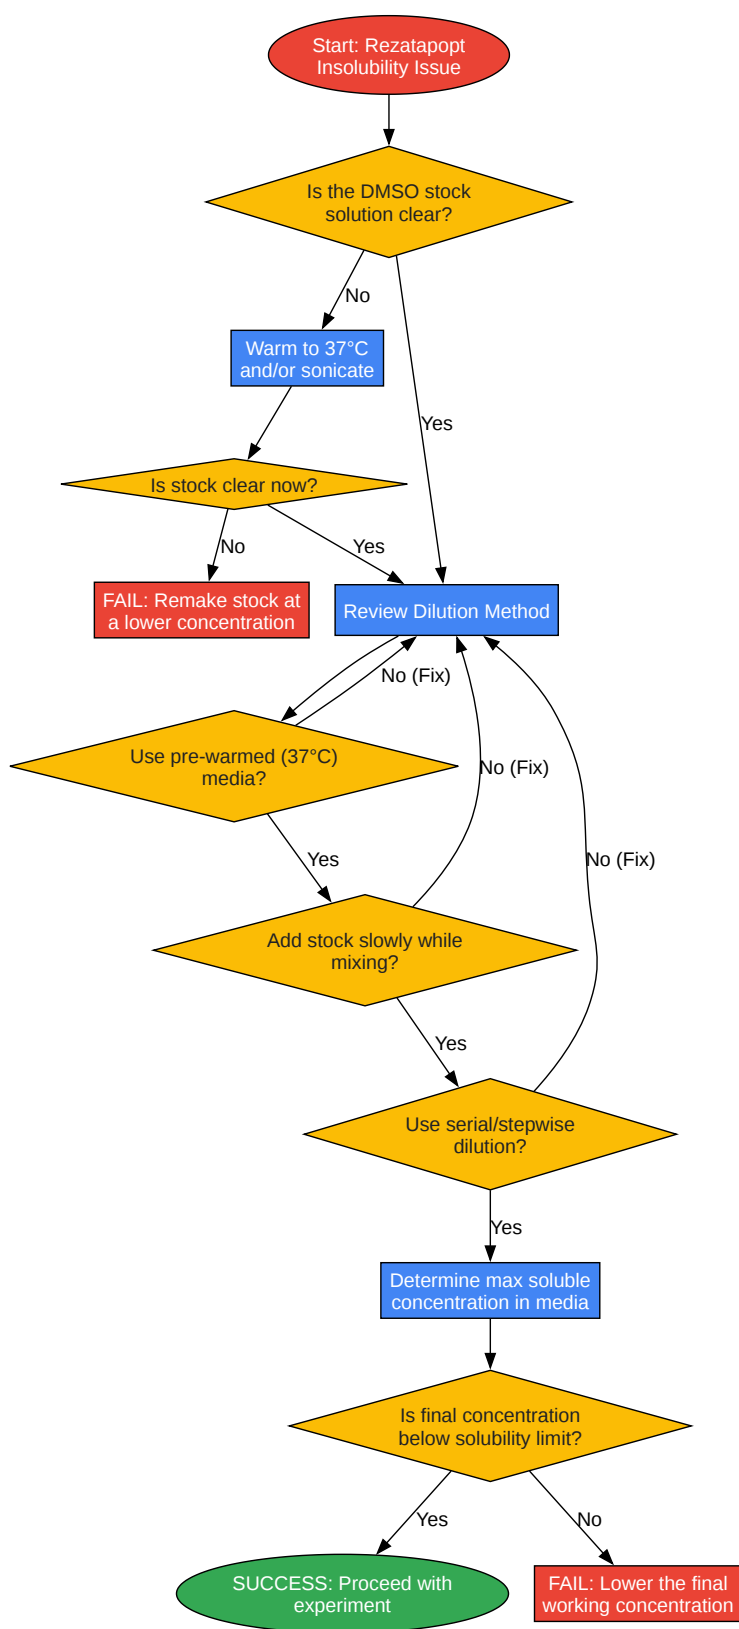 Start: Rezatapopt
Insolubility Issue
Is the DMSO stock
solution clear?
No
Warm to 37°C
and/or sonicate
Yes
Is stock clear now?
No
Yes
FAIL: Remake stock at
a lower concentration
Review Dilution Method
No (Fix)
Use pre-warmed (37°C)
media?
No (Fix)
Yes
No (Fix)
Add stock slowly while
mixing?
Yes
Use serial/stepwise
dilution?
Yes
Determine max soluble
concentration in media
Is final concentration
below solubility limit?
Yes
No
SUCCESS: Proceed with
experiment
FAIL: Lower the final
working concentration